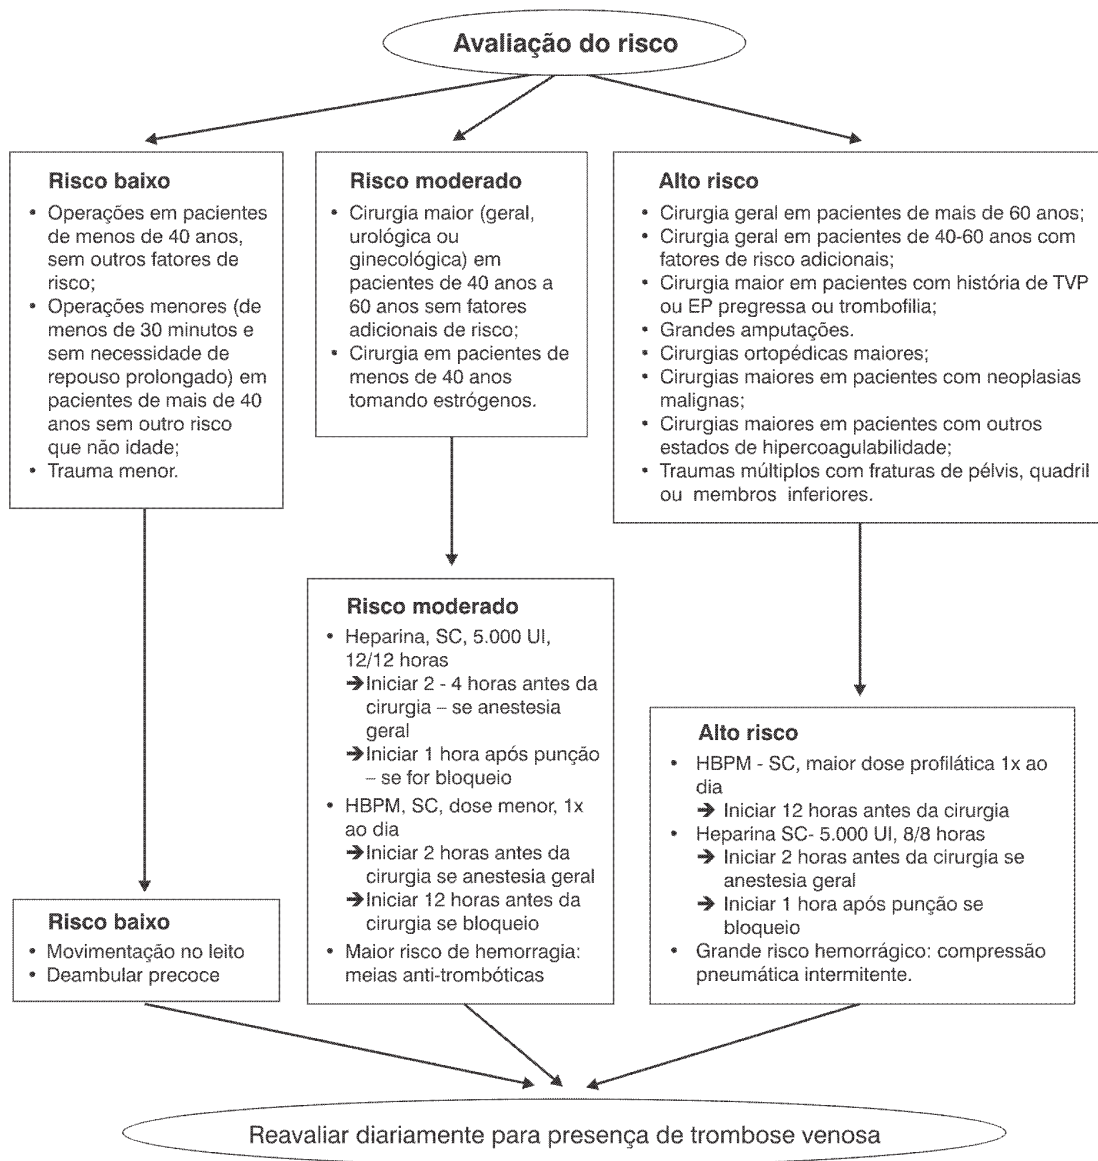 Avaliação do risco
Risco baixo
• Operações em pacientes
de menos de 40 anos,
sem outros fatores de
risco;
• Operações menores (de
menos de 30 minutos e
sem necessidade de
repouso prolongado) em
pacientes de mais de 40
anos sem outro risco
que não idade;
• Trauma menor.
Risco moderado
• Cirurgia maior (geral,
urológica ou
ginecológica) em
pacientes de 40 anos a
60 anos sem fatores
adicionais de risco;
• Cirurgia em pacientes de
menos de 40 anos
tomando estrógenos.
Alto risco
• Cirurgia geral em pacientes de mais de 60 anos;
• Cirurgia geral em pacientes de 40-60 anos com
fatores de risco adicionais;
• Cirurgia maior em pacientes com história de TVP
ou EP pregressa ou trombofilia;
• Grandes amputações.
• Cirurgias ortopédicas maiores;
• Cirurgias maiores em pacientes com neoplasias
malignas;
• Cirurgias maiores em pacientes com outros
estados de hipercoagulabilidade;
• Traumas múltiplos com fraturas de pélvis, quadril
ou membros inferiores.
Risco baixo
• Movimentação no leito
• Deambular precoce
Risco moderado
• Heparina, SC, 5.000 UI,
12/12 horas
➔Iniciar 2 - 4 horas antes da
cirurgia – se anestesia
geral
➔Iniciar 1 hora após punção
– se for bloqueio
• HBPM, SC, dose menor, 1x
ao dia
➔Iniciar 2 horas antes da
cirurgia se anestesia geral
➔Iniciar 12 horas antes da
cirurgia se bloqueio
• Maior risco de hemorragia:
meias anti-trombóticas
Alto risco
• HBPM - SC, maior dose profilática 1x ao
dia
➔ Iniciar 12 horas antes da cirurgia
• Heparina SC- 5.000 UI, 8/8 horas
➔ Iniciar 2 horas antes da cirurgia se
anestesia geral
➔ Iniciar 1 hora após punção se
bloqueio
• Grande risco hemorrágico: compressão
pneumática intermitente.
Reavaliar diariamente para presença de trombose venosa